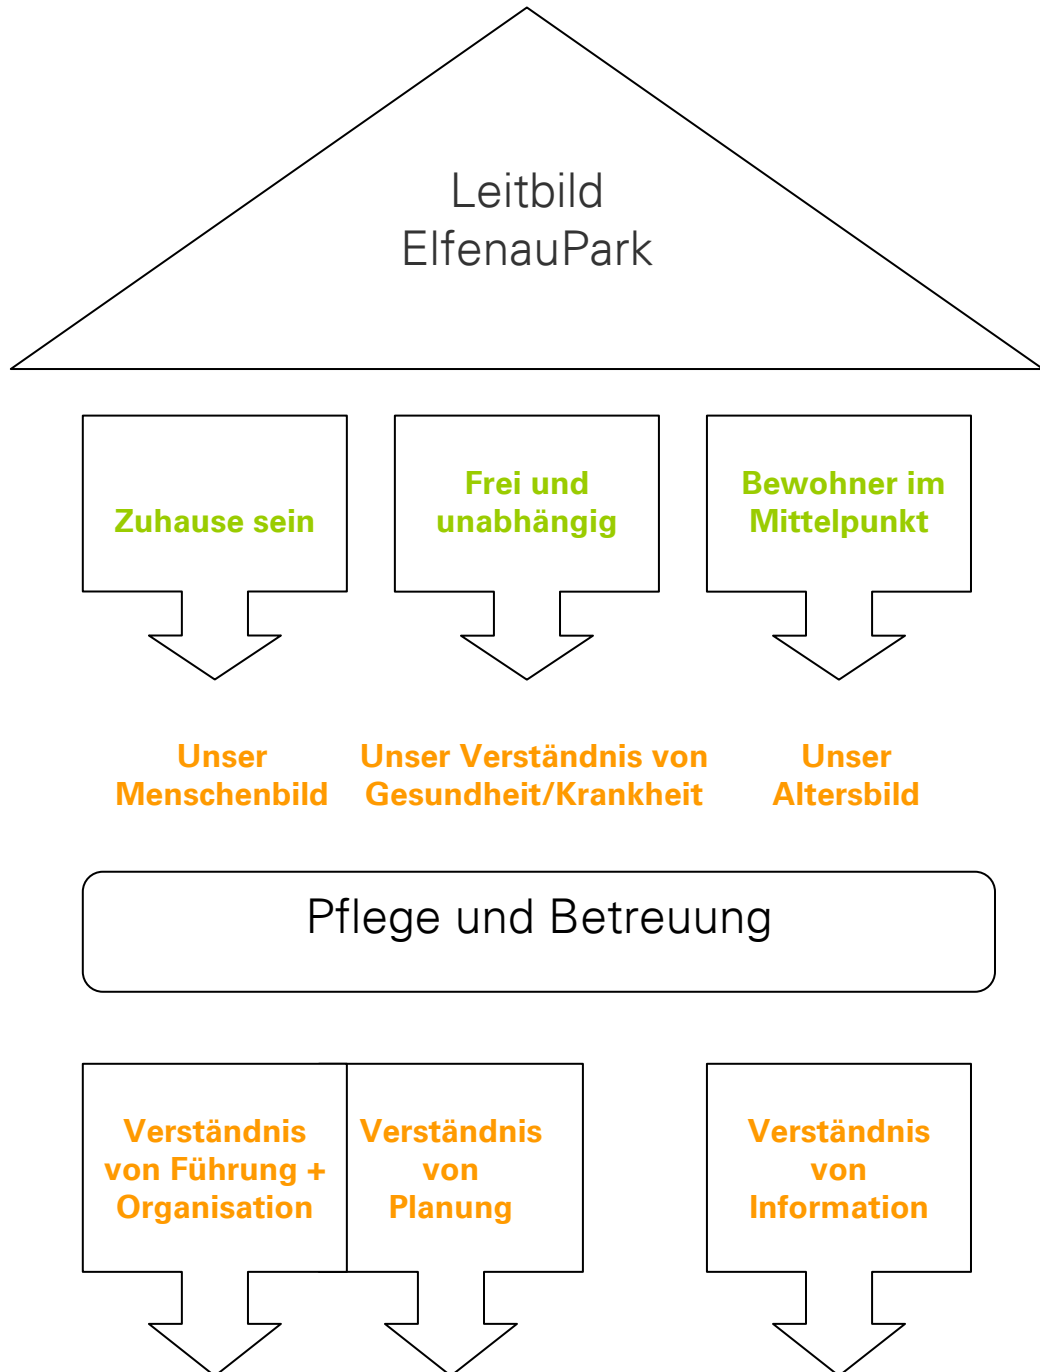 Leitbild
ElfenauPark
Zuhause sein
Frei und
unabhängig
Bewohner im
Mittelpunkt
Unser
Menschenbild
Unser Verständnis von
Gesundheit/Krankheit
Unser
Altersbild
Pflege und Betreuung
Verständnis
von Führung +
Organisation
Verständnis
von
Planung
Verständnis
von
Information